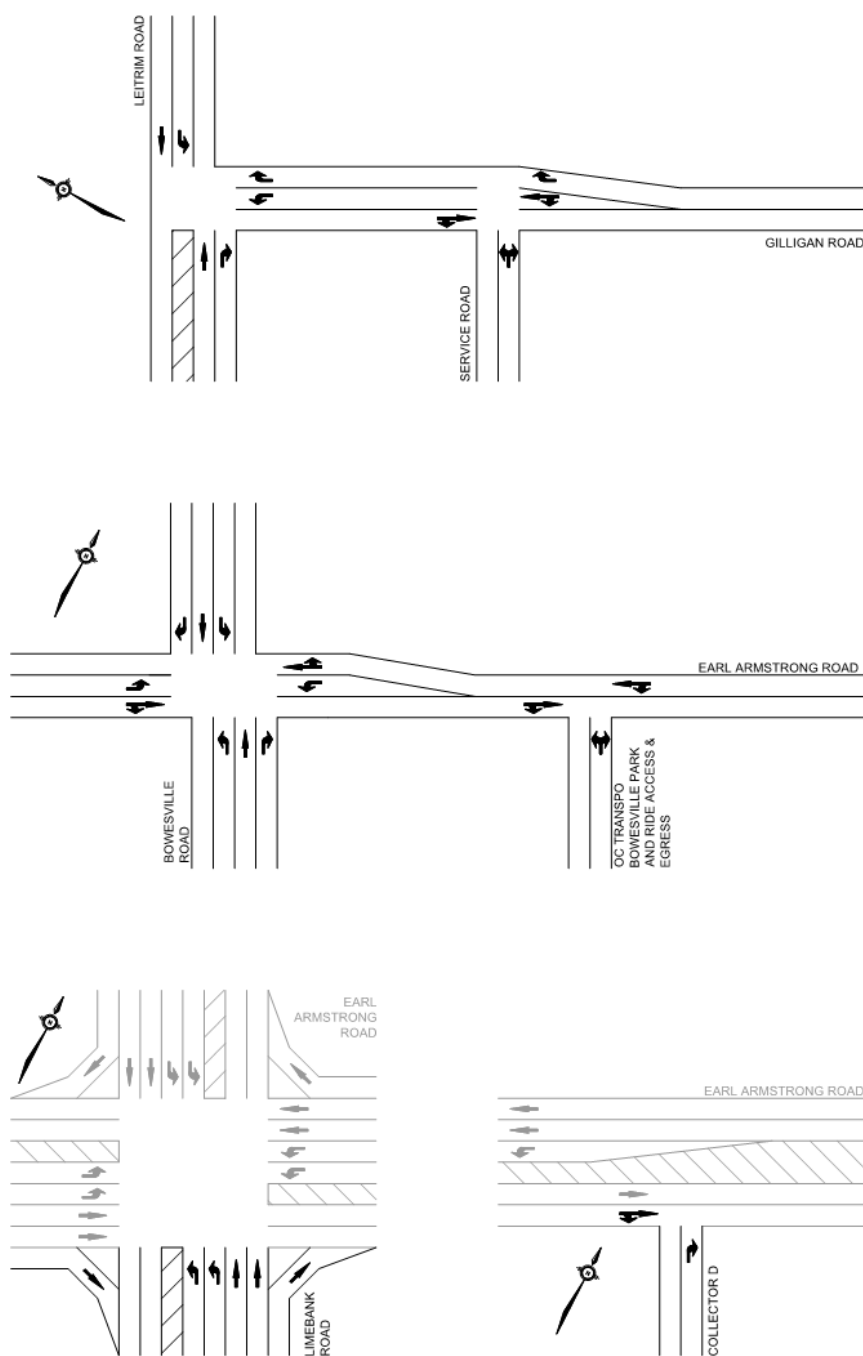 LEITRIM ROAD
GILLIGAN ROAD
SERVICE ROAD
EARL ARMSTRONG ROAD
BOWESVILLE
ROAD
OC TRANSPO
BOWESVILLE PARK
AND RIDE ACCESS &
EGRESS
EARL
ARMSTRONG
ROAD
EARL ARMSTRONG ROAD
LIMEBANK
ROAD
COLLECTOR D